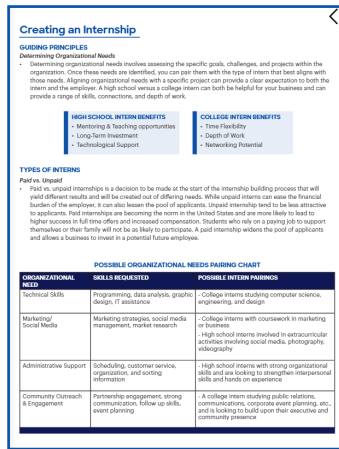 Creating an Internship
GUIDING PRINCIPLES
Determining Organizational Needs
• Determining organizational needs involves assessing the specific goals, challenges, and projects within the
organization. Once these needs are identified, you can pair them with the type of intern that best aligns with
those needs. Aligning organizational needs with a specific project can provide a clear expectation to both the
intern and the employer. A high school versus a college intern can both be helpful for your business and can
provide a range of skills, connections, and depth of work.
HIGH SCHOOL INTERN BENEFITS
• Mentoring & Teaching opportunities
• Long-Term Investment
• Technological Support
COLLEGE INTERN BENEFITS
• Time Flexibility
• Depth of Work
• Networking Potential
TYPES OF INTERNS
Paid vs. Unpaid
• Paid vs. unpaid internships is a decision to be made at the start of the internship building process that will
yield different results and will be created out of differing needs. While unpaid interns can ease the financial
burden of the employer, it can also lessen the pool of applicants. Unpaid internship tend to be less attractive
to applicants. Paid internships are becoming the norm in the United States and are more likely to lead to
higher success in full time offers and increased compensation. Students who rely on a paying job to support
themselves or their family will not be as likely to participate. A paid internship widens the pool of applicants
and allows a business to invest in a potential future employee.
POSSIBLE ORGANIZATIONAL NEEDS PAIRING CHART
ORGANIZATIONAL
NEED
SKILLS REQUESTED
POSSIBLE INTERN PAIRINGS
Technical Skills
Programming, data analysis, graphic
design, IT assistance
- College interns studying computer science,
engineering, and design
Marketing/
Social Media
Marketing strategies, social media
management, market research
- College interns with coursework in marketing
or business
- High school interns involved in extracurricular
activities involving social media, photography,
videography
Administrative Support
Scheduling, customer service,
organization, and sorting
information
- High school interns with strong organizational
skills and are looking to strengthen interpersonal
skills and hands on experience
Community Outreach
& Engagement
Partnership engagement, strong
communication, follow up skills,
event planning
- A college intern studying public relations,
communications, corporate event planning, etc.,
and is looking to build upon their executive and
community presence